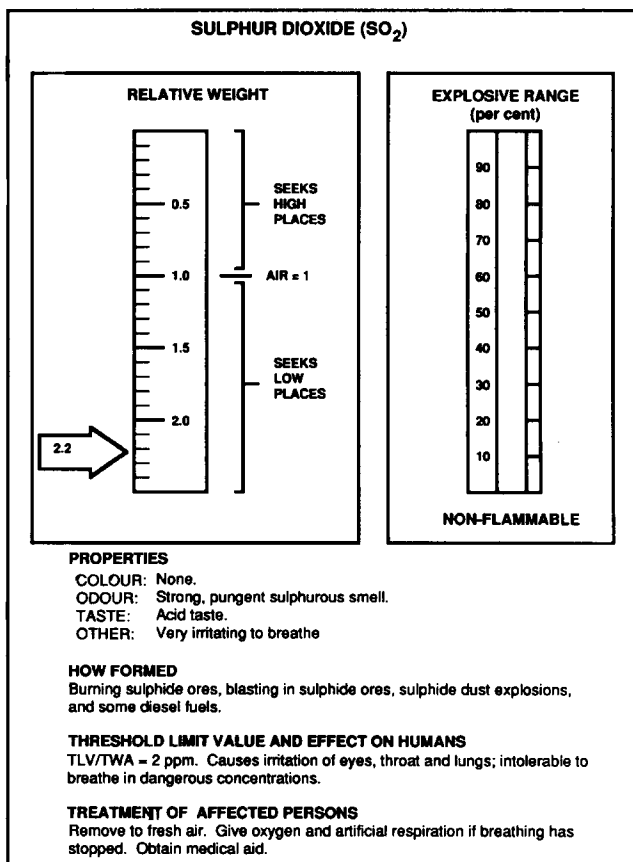 SULPHUR DIOXIDE (SO2)
RELATIVE WEIGHT
0.5
1.0
1.5
2.0
2.2
SEEKS
HIGH
PLACES
AIR = 1
SEEKS
LOW
PLACES
EXPLOSIVE RANGE
(per cent)
90
80
70
60
50
40
30
20
10
NON-FLAMMABLE
PROPERTIES
COLOUR: None.
ODOUR: Strong, pungent sulphurous smell.
TASTE: Acid taste.
OTHER: Very irritating to breathe
HOW FORMED
Burning sulphide ores, blasting in sulphide ores, sulphide dust explosions,
and some diesel fuels.
THRESHOLD LIMIT VALUE AND EFFECT ON HUMANS
TLV/TWA = 2 ppm. Causes irritation of eyes, throat and lungs; intolerable to
breathe in dangerous concentrations.
TREATMENT OF AFFECTED PERSONS
Remove to fresh air. Give oxygen and artificial respiration if breathing has
stopped. Obtain medical aid.